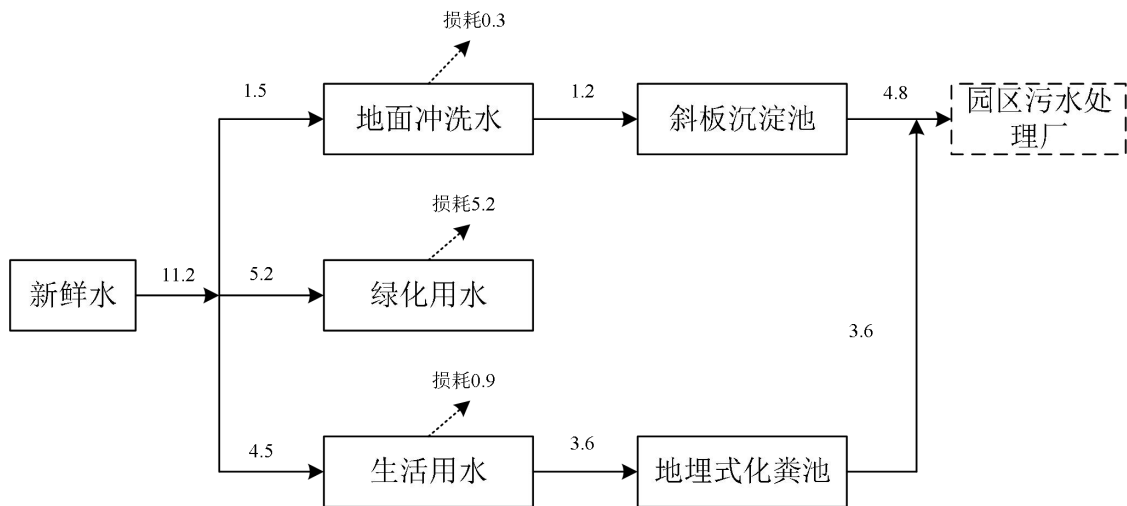 损耗0.3
1.5
地面冲洗水
1.2
斜板沉淀池
4.8
园区污水处
理厂
损耗5.2
新鲜水
11.2
5.2
绿化用水
3.6
损耗0.9
4.5
生活用水
3.6
地埋式化粪池